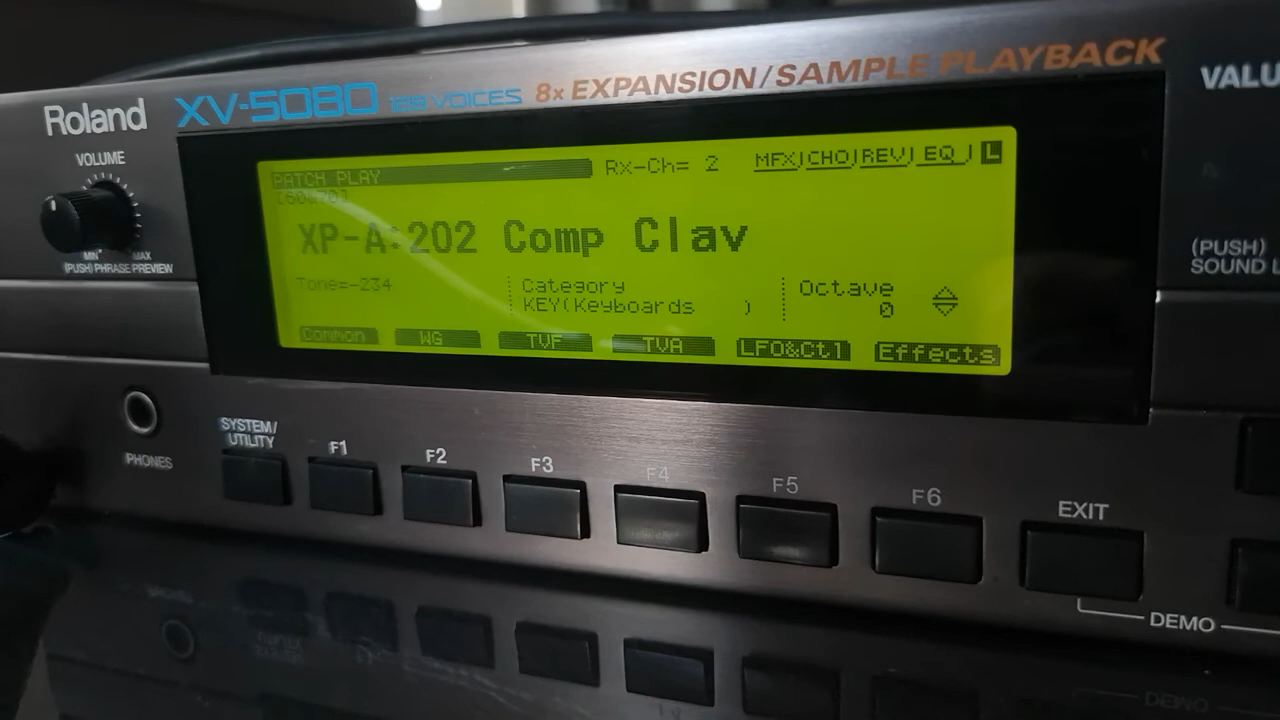 Roland XV-5080 128 VOICES 8x EXPANSION/SAMPLE PLAYBACK
VALU
VOLUME
MIN MAX
(PUSH) PHRASE PREVIEW
PATCH PLAY Rx-Ch= 2 MFX) CHO) REV) EQ ) L
XP-A:202 Comp Clav
Tone=-234
Category
KEY(Keyboards )
Octave
0
Common WG TVF TVA LFO&Ctl Effects
(PUSH)
SOUND L
PHONES
SYSTEM/
UTILITY
F1 F2 F3 F4 F5 F6 EXIT
DEMO